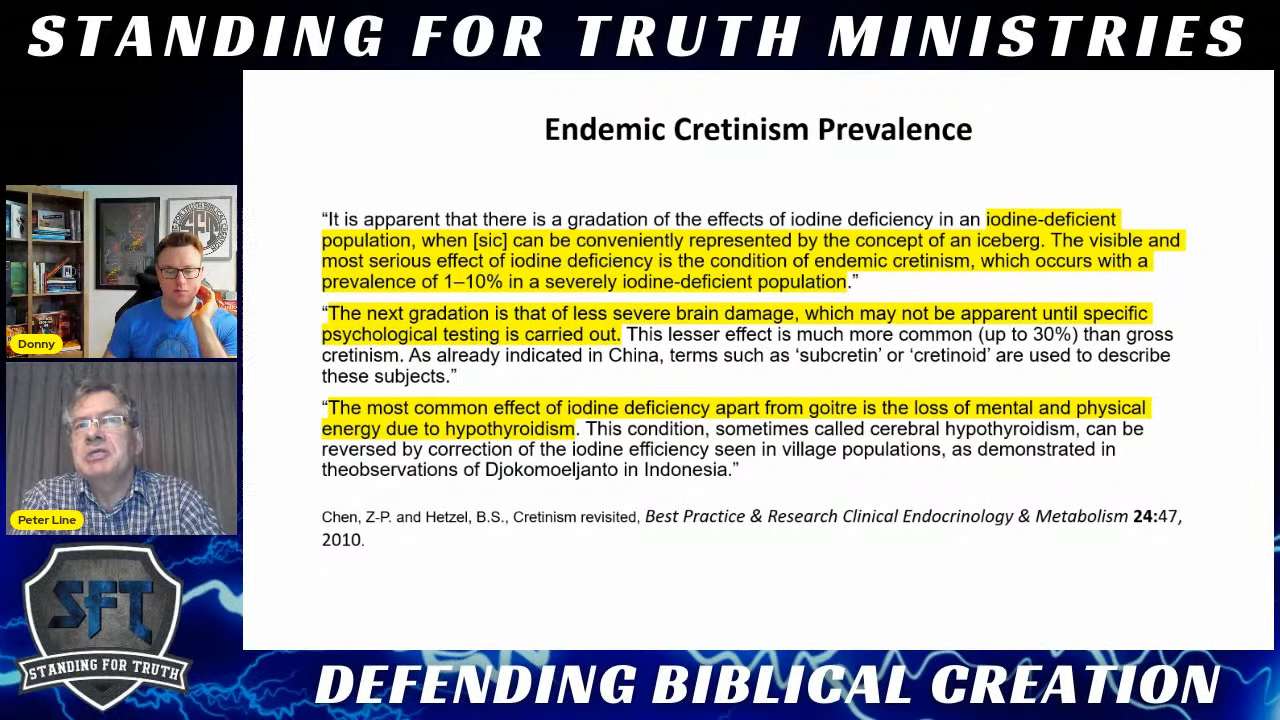 STANDING FOR TRUTH MINISTRIES
Endemic Cretinism Prevalence
“It is apparent that there is a gradation of the effects of iodine deficiency in an iodine-deficient
population, when [sic] can be conveniently represented by the concept of an iceberg. The visible and
most serious effect of iodine deficiency is the condition of endemic cretinism, which occurs with a
prevalence of 1–10% in a severely iodine-deficient population.”
“The next gradation is that of less severe brain damage, which may not be apparent until specific
psychological testing is carried out. This lesser effect is much more common (up to 30%) than gross
cretinism. As already indicated in China, terms such as ‘subcretin’ or ‘cretinoid’ are used to describe
these subjects.”
“The most common effect of iodine deficiency apart from goitre is the loss of mental and physical
energy due to hypothyroidism. This condition, sometimes called cerebral hypothyroidism, can be
reversed by correction of the iodine efficiency seen in village populations, as demonstrated in
theobservations of Djokomoeljanto in Indonesia.”
Chen, Z-P. and Hetzel, B.S., Cretinism revisited, Best Practice & Research Clinical Endocrinology & Metabolism 24:47,
2010.
SFT
Donny
Peter Line
SFT
STANDING FOR TRUTH
DEFENDING BIBLICAL CREATION